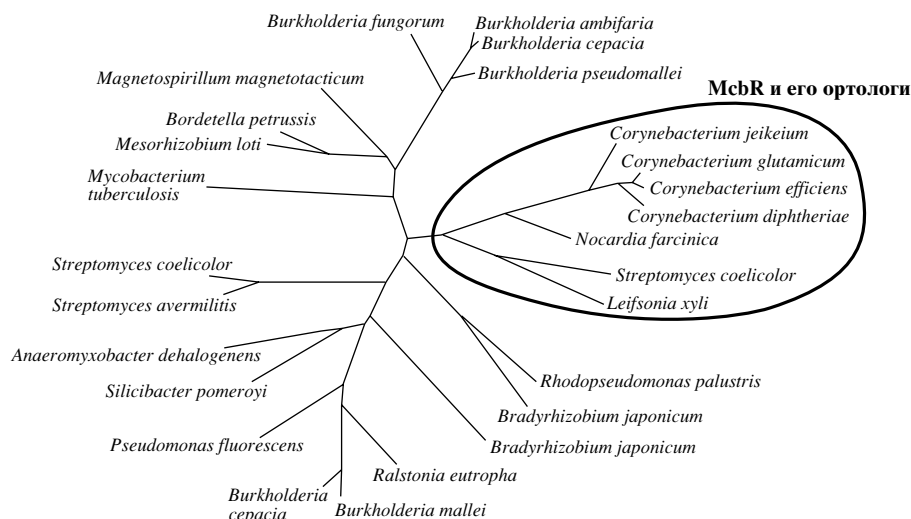 Burkholderia fungorum
Burkholderia ambifaria
Burkholderia cepacia
Burkholderia pseudomallei
Magnetospirillum magnetotacticum
McbR и его ортологи
Bordetella petrussis
Mesorhizobium loti
Corynebacterium jeikeium
Corynebacterium glutamicum
Mycobacterium
tuberculosis
Corynebacterium efficiens
Corynebacterium diphtheriae
Nocardia farcinica
Streptomyces coelicolor
Streptomyces coelicolor
Streptomyces avermilitis
Leifsonia xyli
Anaeromyxobacter dehalogenens
Silicibacter pomeroyi
Rhodopseudomonas palustris
Bradyrhizobium japonicum
Pseudomonas fluorescens
Bradyrhizobium japonicum
Ralstonia eutropha
Burkholderia
cepacia
Burkholderia mallei